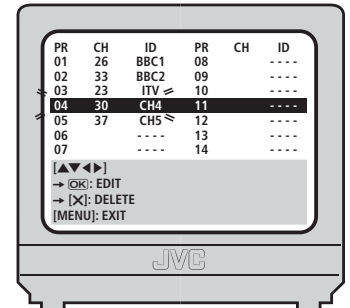 PR CH ID PR CH ID
01 26 BBC1 08 - - - -
02 33 BBC2 09 - - - -
03 23 ITV 10 - - - -
04 30 CH4 11 - - - -
05 37 CH5 12 - - - -
06 - - - - 13 - - - -
07 - - - - 14 - - - -
[▲▼◄►]
→ OK: EDIT
→ [X]: DELETE
[MENU]: EXIT
JVC